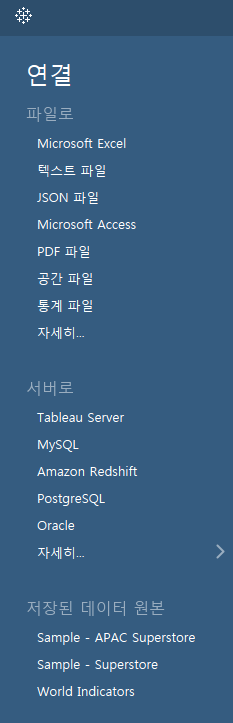 연결
파일로
Microsoft Excel
텍스트 파일
JSON 파일
Microsoft Access
PDF 파일
공간 파일
통계 파일
자세히...
서버로
Tableau Server
MySQL
Amazon Redshift
PostgreSQL
Oracle
자세히...
저장된 데이터 원본
Sample - APAC Superstore
Sample - Superstore
World Indicators